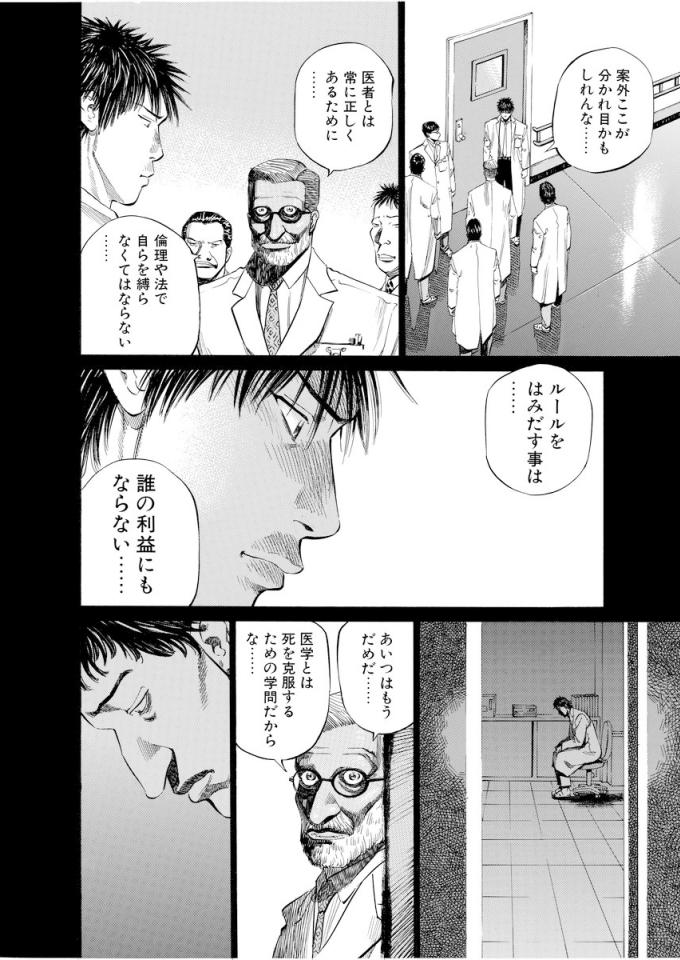 案外ここが
分かれ目かも
しれんな……
医者とは
常に正しく
あるために
……
倫理や法で
自らを縛ら
なくてはならない
……
ルールを
はみだす事は
……
誰の利益にも
ならない……
あいつはもう
だめだ……
医学とは
死を克服する
ための学問だから
な……